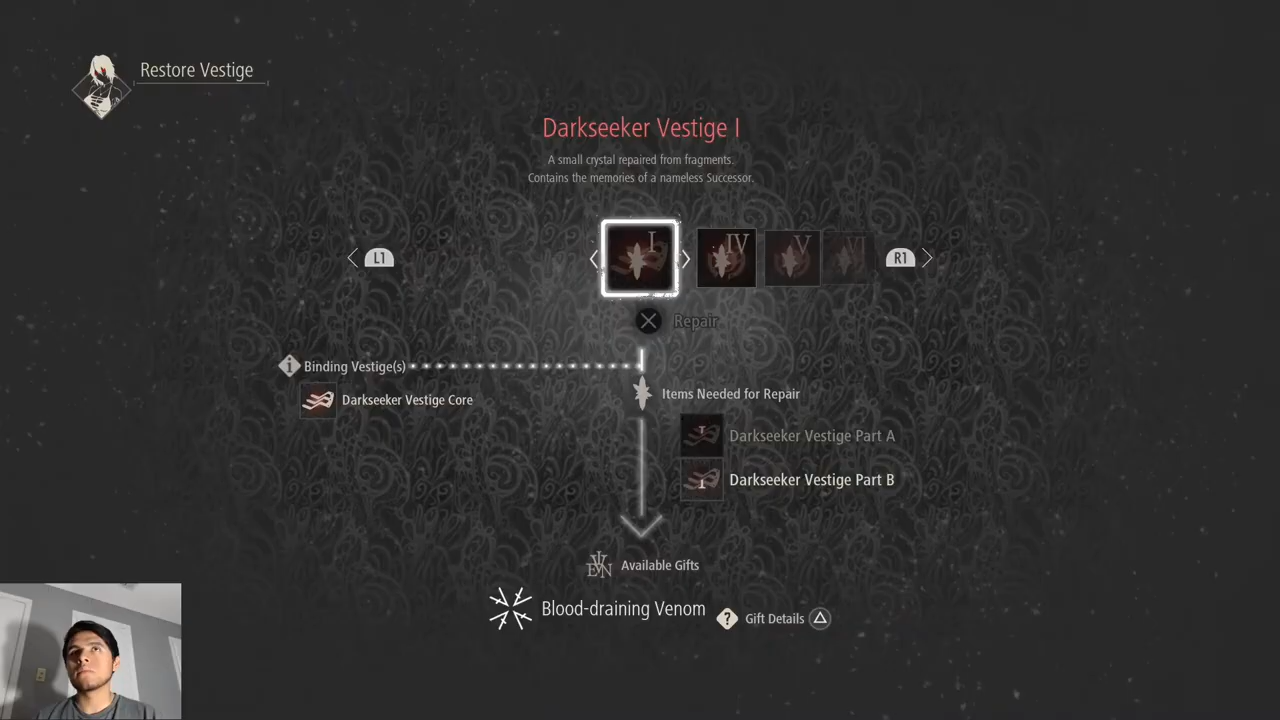 Restore Vestige
Darkseeker Vestige I
A small crystal repaired from fragments.
Contains the memories of a nameless Successor.
L1
I
IV
V
VI
R1
Repair
Binding Vestige(s)
Darkseeker Vestige Core
Items Needed for Repair
I
Darkseeker Vestige Part A
I
Darkseeker Vestige Part B
Available Gifts
Blood-draining Venom
? Gift Details